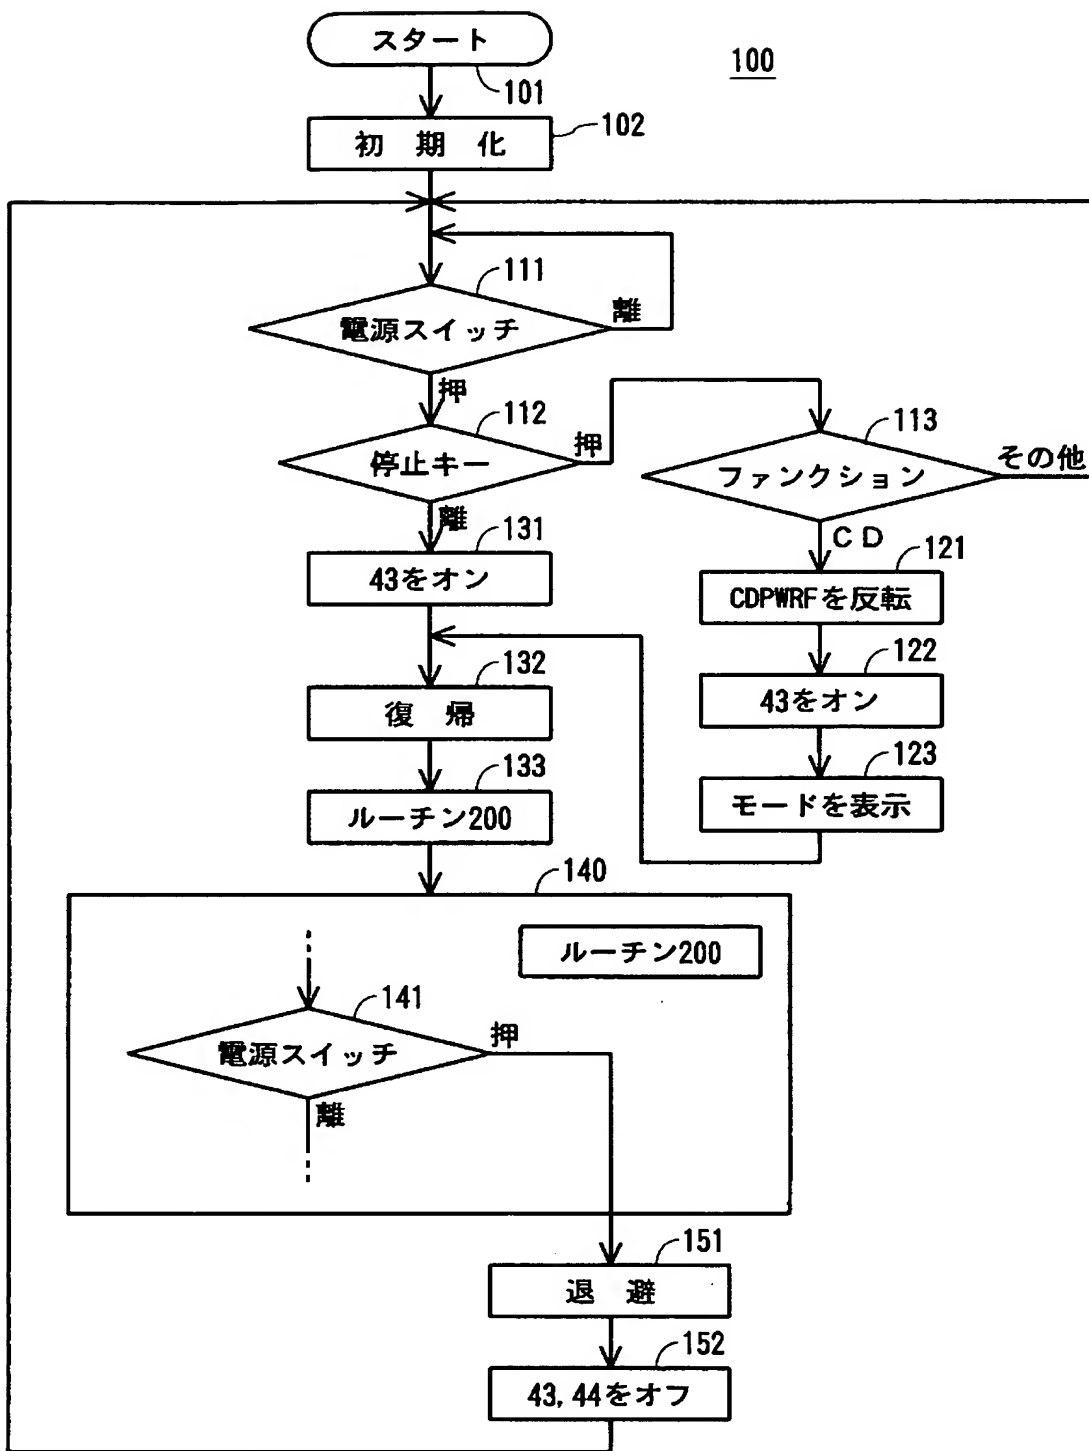 スタート
100
101
初期化
102
111
電源スイッチ
離
押
112
停止キー
押
離
113
ファンクション
その他
CD
131
43をオン
121
CDPWRFを反転
132
復帰
122
43をオン
133
ルーチン200
123
モードを表示
140
ルーチン200
141
電源スイッチ
押
離
151
退避
152
43,44をオフ